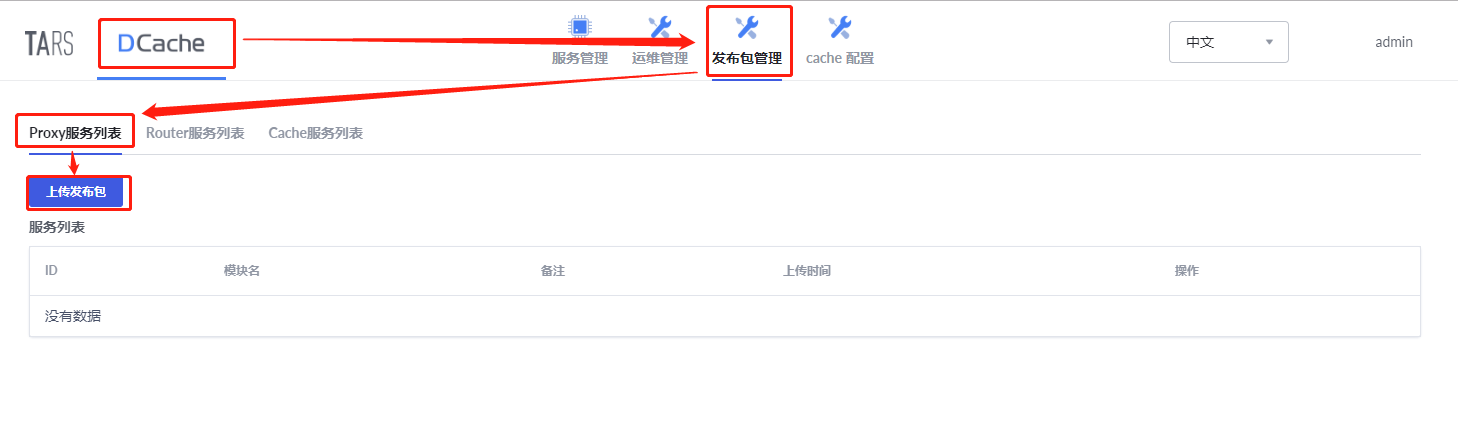 TARS DCache 服务管理 运维管理 发布包管理 cache 配置 中文 admin
Proxy服务列表 Router服务列表 Cache服务列表
上传发布包
服务列表
ID 模块名 备注 上传时间 操作
没有数据